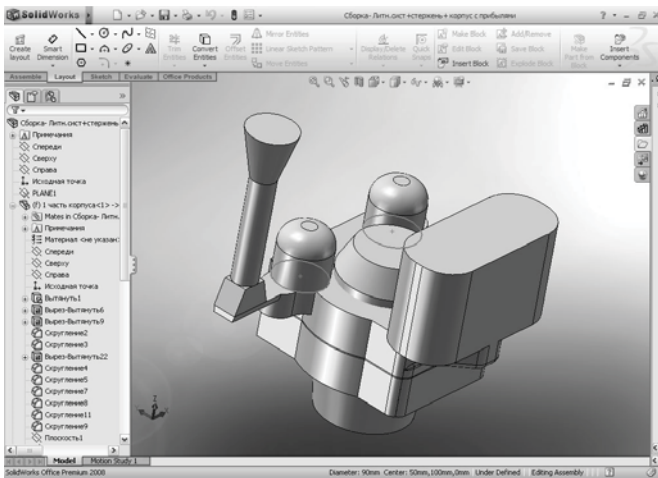 SolidWorks
Сборка- Литн.сист+стержень + корпус с прибылями
Create layout
Smart Dimension
Trim Entities
Convert Entities
Offset Entities
Mirror Entities
Linear Sketch Pattern
Move Entities
Display/Delete Relations
Quick Snaps
Make Block
Edit Block
Insert Block
Add/Remove
Save Block
Explode Block
Make Part from Block
Insert Components
Assemble Layout Sketch Evaluate Office Products
Сборка- Литн.сист+стержень
Примечания
Спереди
Сверху
Справа
Исходная точка
PLANE1
(f) 1 часть корпуса<1> ->
Mates in Сборка- Литн.
Примечания
Материал <не указан>
Спереди
Сверху
Справа
Исходная точка
Вытянуть1
Вырез-Вытянуть6
Вырез-Вытянуть9
Скругление2
Скругление3
Вырез-Вытянуть22
Скругление4
Скругление5
Скругление7
Скругление8
Скругление11
Скругление9
Плоскость1
Z
Model Motion Study 1
SolidWorks Office Premium 2008
Diameter: 90mm Center: 50mm,100mm,0mm Under Defined Editing Assembly